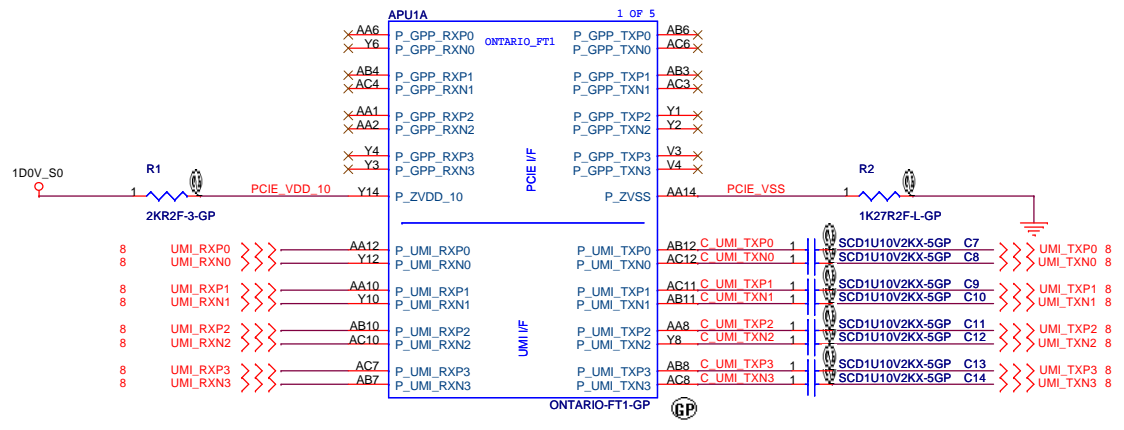 APU1A 1 OF 5
ONTARIO_FT1
AA6 P_GPP_RXP0 P_GPP_TXP0 AB6
Y6 P_GPP_RXN0 P_GPP_TXN0 AC6
AB4 P_GPP_RXP1 P_GPP_TXP1 AB3
AC4 P_GPP_RXN1 P_GPP_TXN1 AC3
AA1 P_GPP_RXP2 P_GPP_TXP2 Y1
AA2 P_GPP_RXN2 P_GPP_TXN2 Y2
Y4 P_GPP_RXP3 P_GPP_TXP3 V3
Y3 P_GPP_RXN3 P_GPP_TXN3 V4
PCIE I/F
1D0V_S0 R1 R2
1 PCIE_VDD_10 Y14 P_ZVDD_10 P_ZVSS AA14 PCIE_VSS 1
2KR2F-3-GP 1K27R2F-L-GP
8 UMI_RXP0 AA12 P_UMI_RXP0 P_UMI_TXP0 AB12 C_UMI_TXP0 1 SCD1U10V2KX-5GP C7 UMI_TXP0 8
8 UMI_RXN0 Y12 P_UMI_RXN0 P_UMI_TXN0 AC12 C_UMI_TXN0 1 SCD1U10V2KX-5GP C8 UMI_TXN0 8
8 UMI_RXP1 AA10 P_UMI_RXP1 P_UMI_TXP1 AC11 C_UMI_TXP1 1 SCD1U10V2KX-5GP C9 UMI_TXP1 8
8 UMI_RXN1 Y10 P_UMI_RXN1 P_UMI_TXN1 AB11 C_UMI_TXN1 1 SCD1U10V2KX-5GP C10 UMI_TXN1 8
8 UMI_RXP2 AB10 P_UMI_RXP2 P_UMI_TXP2 AA8 C_UMI_TXP2 1 SCD1U10V2KX-5GP C11 UMI_TXP2 8
8 UMI_RXN2 AC10 P_UMI_RXN2 P_UMI_TXN2 Y8 C_UMI_TXN2 1 SCD1U10V2KX-5GP C12 UMI_TXN2 8
8 UMI_RXP3 AC7 P_UMI_RXP3 P_UMI_TXP3 AB8 C_UMI_TXP3 1 SCD1U10V2KX-5GP C13 UMI_TXP3 8
8 UMI_RXN3 AB7 P_UMI_RXN3 P_UMI_TXN3 AC8 C_UMI_TXN3 1 SCD1U10V2KX-5GP C14 UMI_TXN3 8
UMI I/F
ONTARIO-FT1-GP GP